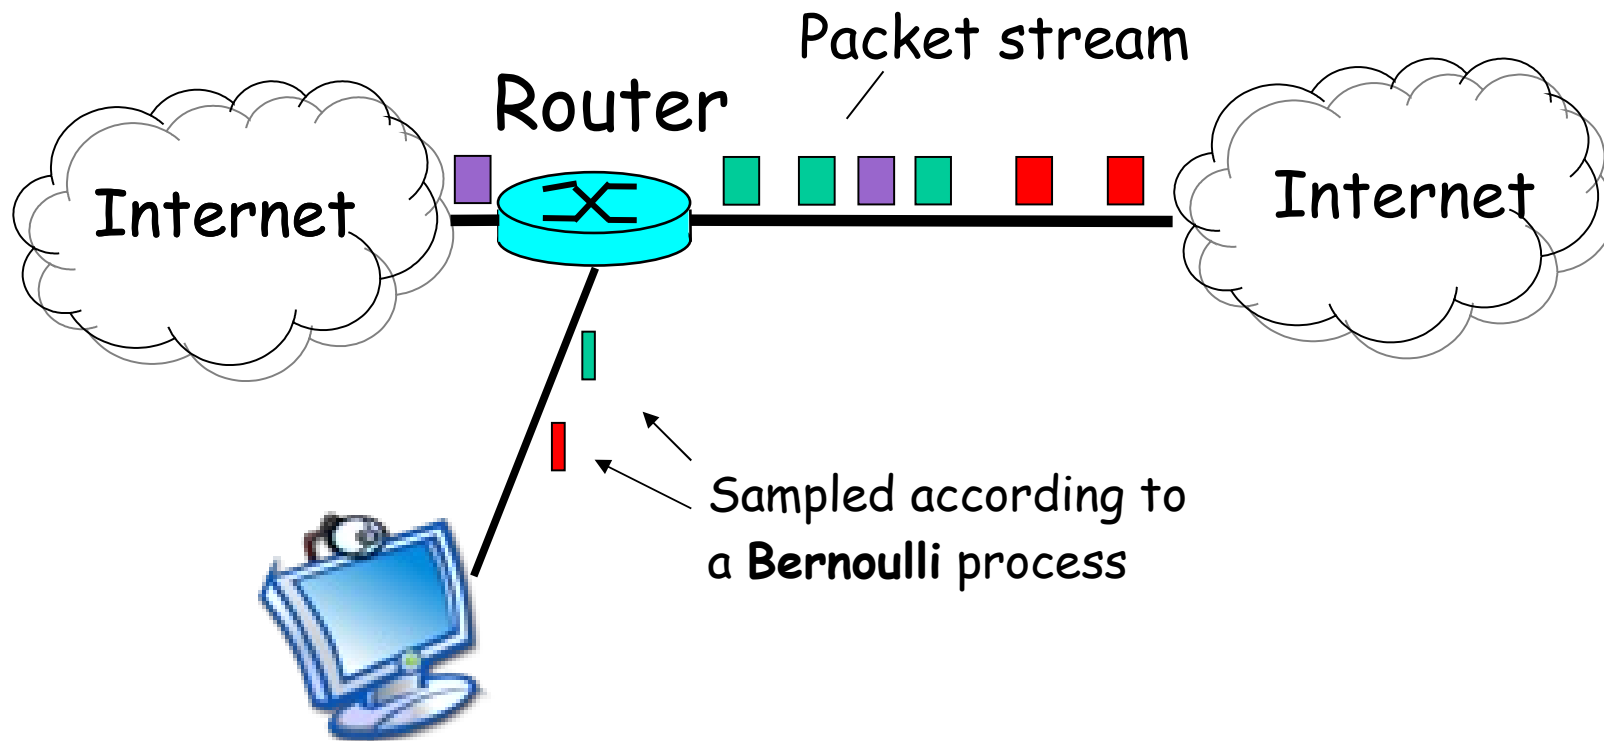 Packet stream
Router
Internet
Internet
Sampled according to
a Bernoulli process